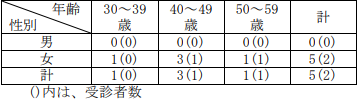 年齢 性別 30～39歳 40～49歳 50～59歳 計
男 0(0) 0(0) 0(0) 0(0)
女 1(0) 3(1) 1(1) 5(2)
計 1(0) 3(1) 1(1) 5(2)
()内は、受診者数